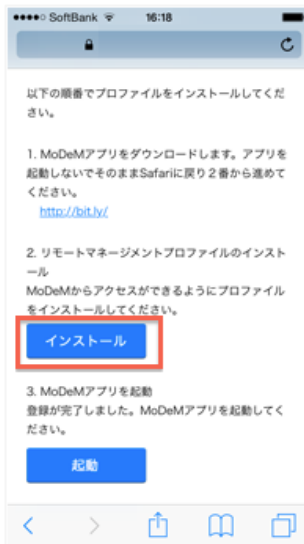 SoftBank 16:18
以下の順番でプロファイルをインストールしてくだ
さい。
1. MoDeMアプリをダウンロードします。アプリを
起動しないでそのままSafariに戻り２番から進めて
ください。
http://bit.ly/
2. リモートマネージメントプロファイルのインスト
ール
MoDeMからアクセスができるようにプロファイル
をインストールしてください。
インストール
3. MoDeMアプリを起動
登録が完了しました。MoDeMアプリを起動してく
ださい。
起動